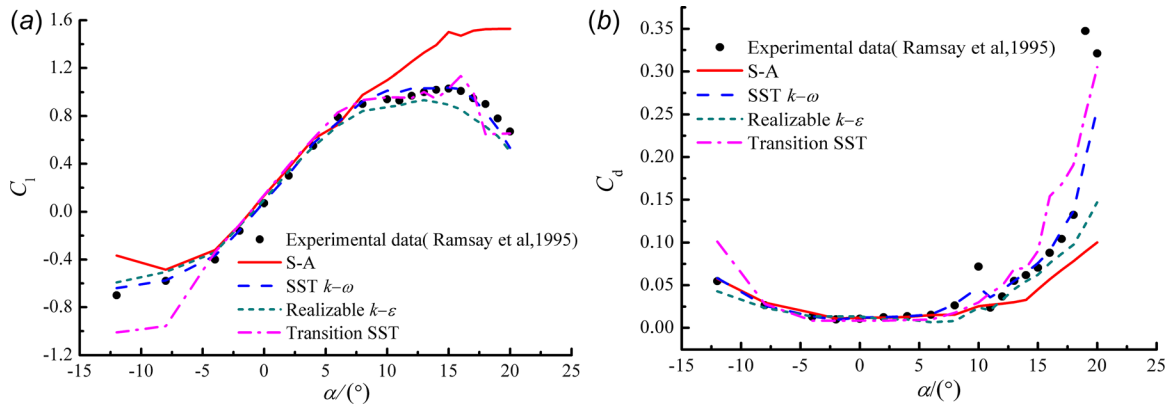 (a)
1.6
1.2
0.8
0.4
0.0
-0.4
-0.8
-1.2
C_l
Experimental data( Ramsay et al,1995)
S-A
SST k–ω
Realizable k–ε
Transition SST
-15 -10 -5 0 5 10 15 20 25
α/(°)
(b)
0.35
0.30
0.25
0.20
0.15
0.10
0.05
0.00
C_d
Experimental data( Ramsay et al,1995)
S-A
SST k–ω
Realizable k–ε
Transition SST
-15 -10 -5 0 5 10 15 20 25
α/(°)